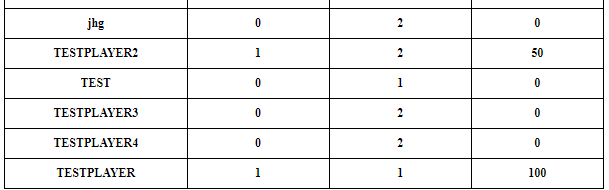 jhg 0 2 0
TESTPLAYER2 1 2 50
TEST 0 1 0
TESTPLAYER3 0 2 0
TESTPLAYER4 0 2 0
TESTPLAYER 1 1 100